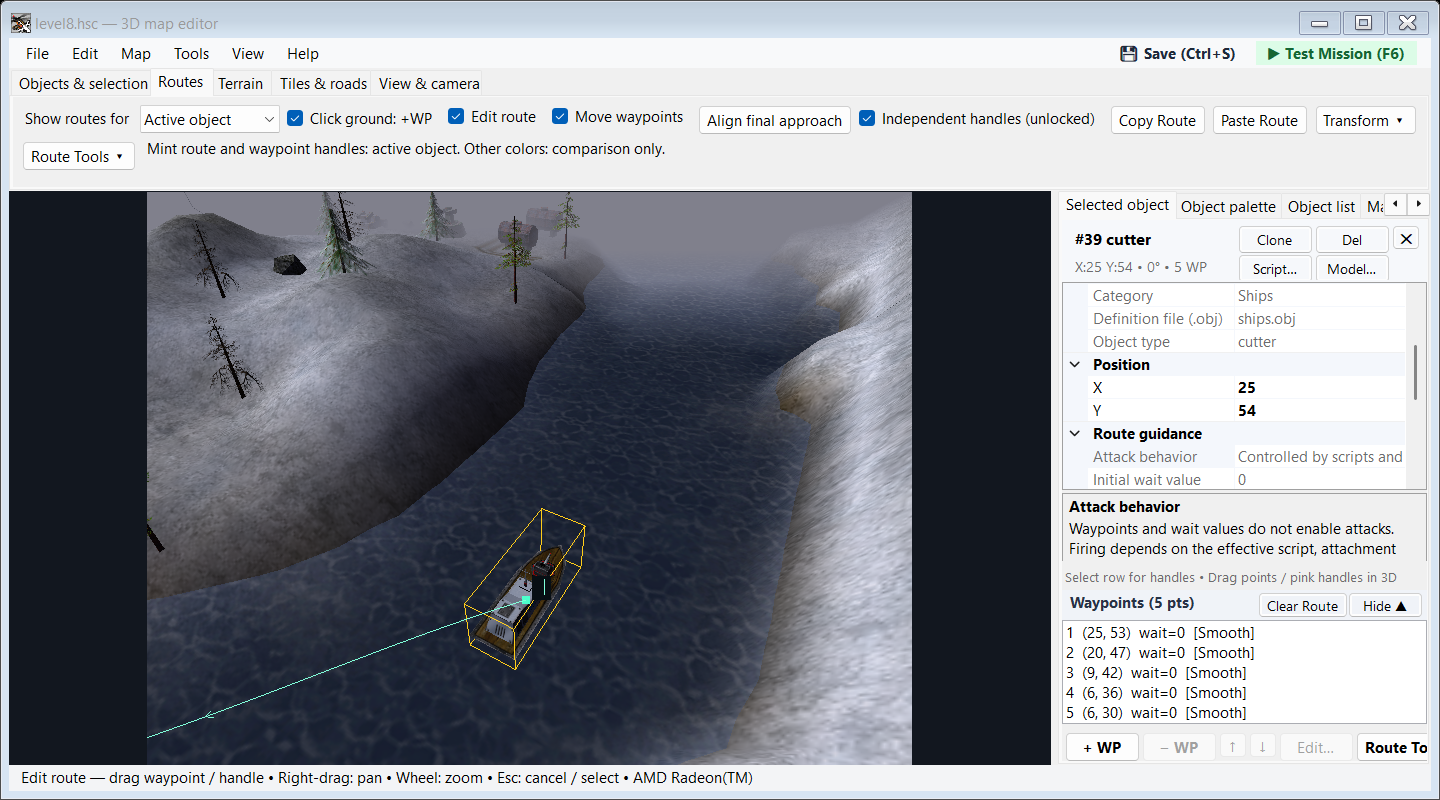 level8.hsc — 3D map editor
File Edit Map Tools View Help
Save (Ctrl+S) ▶ Test Mission (F6)
Objects & selection Routes Terrain Tiles & roads View & camera
Show routes for Active object Click ground: +WP Edit route Move waypoints Align final approach Independent handles (unlocked) Copy Route Paste Route Transform ▼
Route Tools ▼ Mint route and waypoint handles: active object. Other colors: comparison only.
Selected object Object palette Object list
#39 cutter Clone Del
X:25 Y:54 • 0° • 5 WP Script... Model...
Category Ships
Definition file (.obj) ships.obj
Object type cutter
Position
X 25
Y 54
Route guidance
Attack behavior Controlled by scripts and
Initial wait value 0
Attack behavior
Waypoints and wait values do not enable attacks.
Firing depends on the effective script, attachment
Select row for handles • Drag points / pink handles in 3D
Waypoints (5 pts) Clear Route Hide ▲
1 (25, 53) wait=0 [Smooth]
2 (20, 47) wait=0 [Smooth]
3 (9, 42) wait=0 [Smooth]
4 (6, 36) wait=0 [Smooth]
5 (6, 30) wait=0 [Smooth]
+ WP − WP ↑ ↓ Edit... Route To
Edit route — drag waypoint / handle • Right-drag: pan • Wheel: zoom • Esc: cancel / select • AMD Radeon(TM)